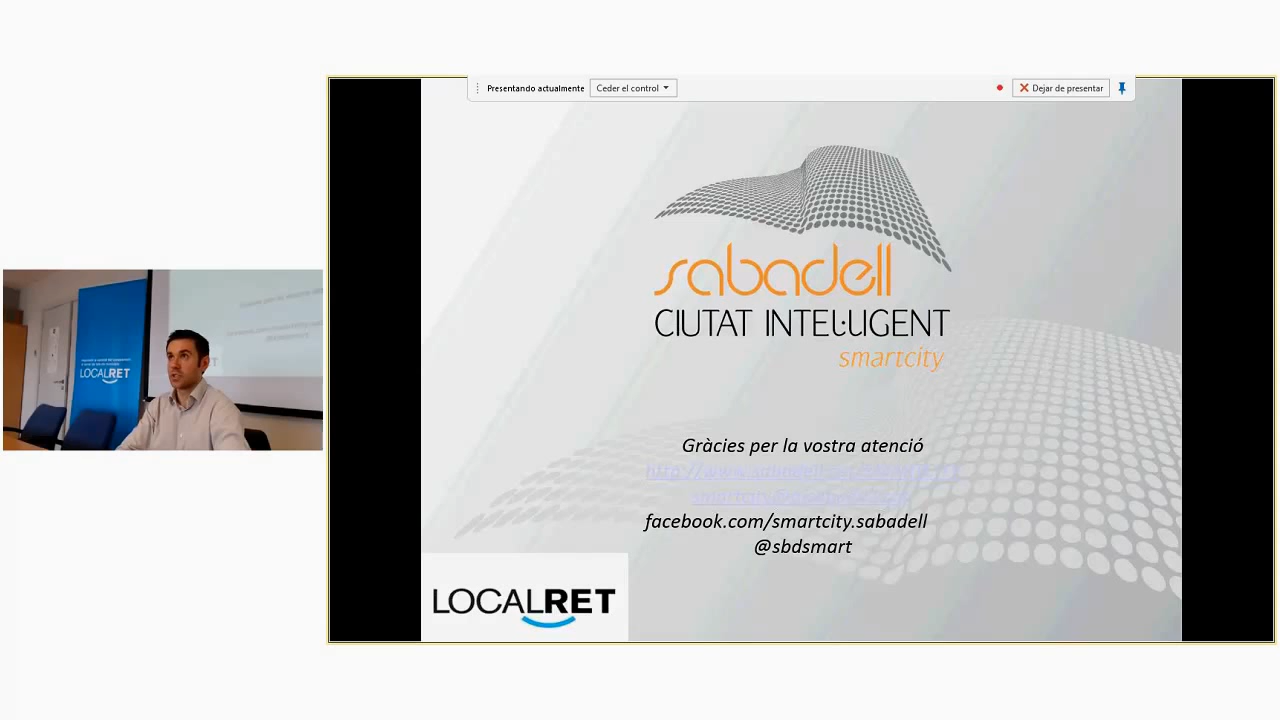 Presentando actualmente
Ceder el control
Dejar de presentar
sabadell
CIUTAT INTEL·LIGENT
smartcity
Gràcies per la vostra atenció
facebook.com/smartcity.sabadell
@sbdsmart
LOCALRET
LOCALRET